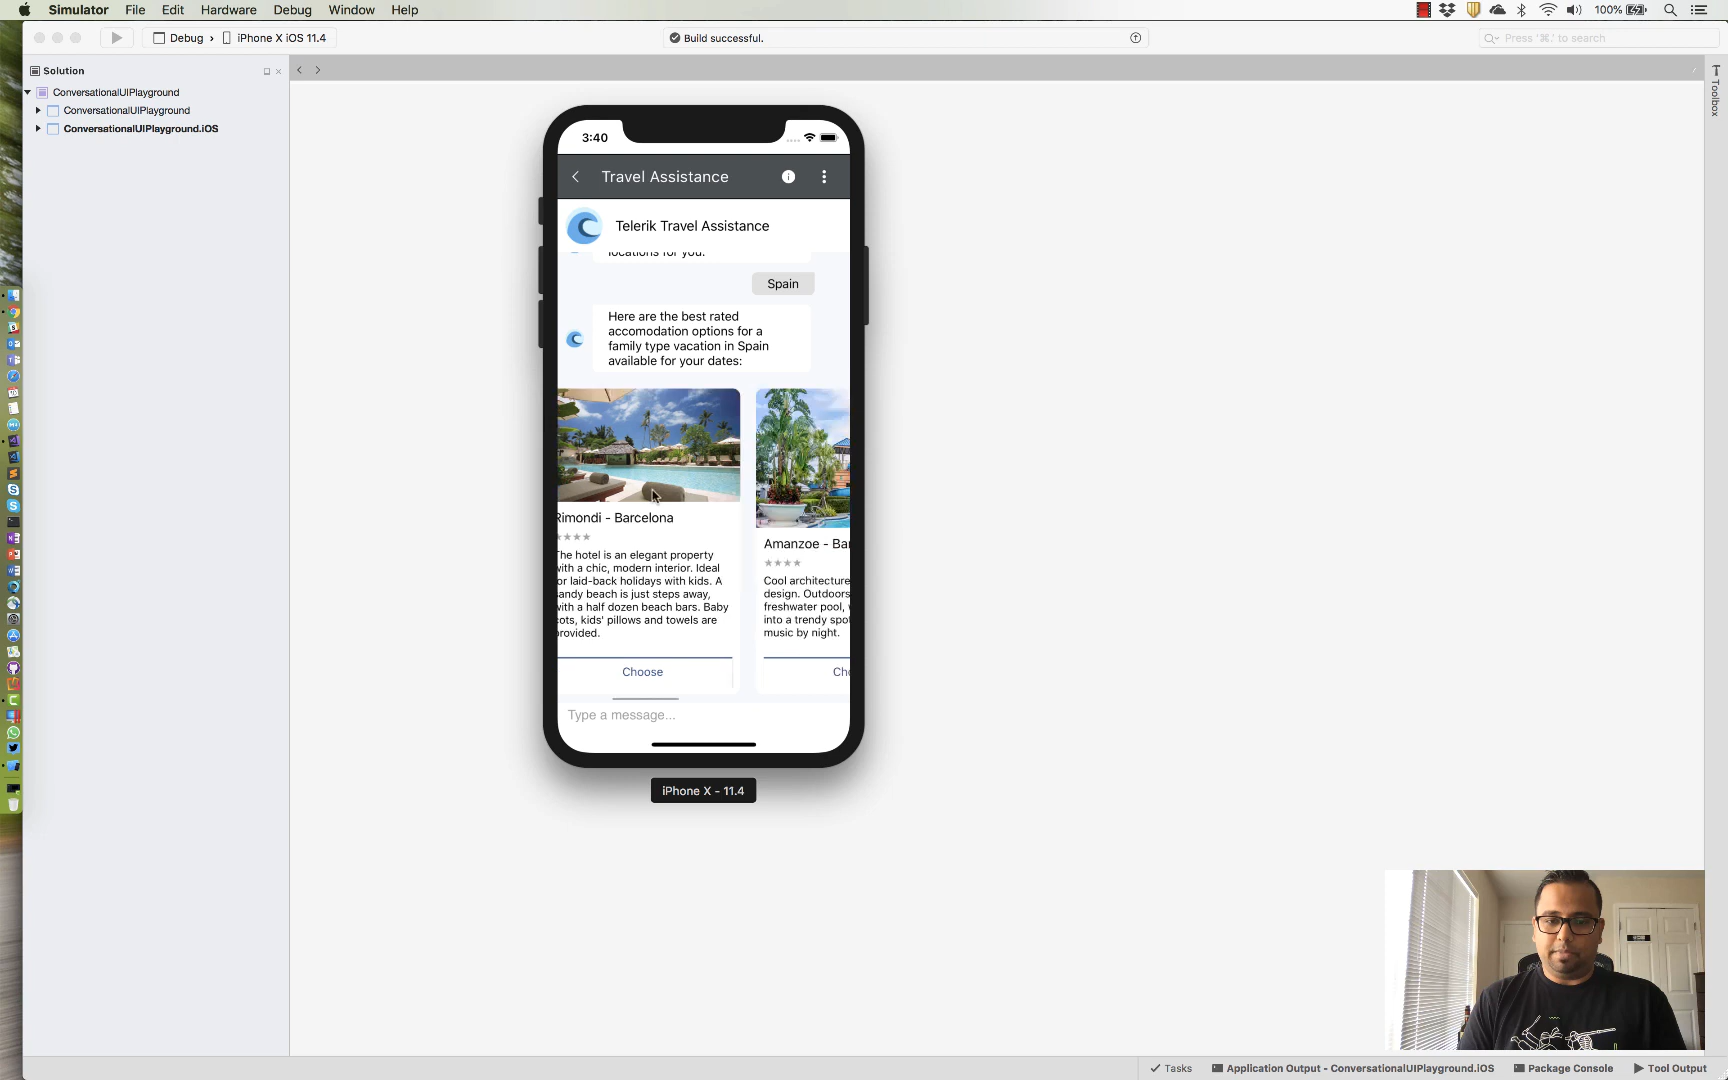 Simulator File Edit Hardware Debug Window Help
100%
Debug › iPhone X iOS 11.4
Build successful.
Press '⌘.' to search
Solution
ConversationalUIPlayground
ConversationalUIPlayground
ConversationalUIPlayground.iOS
Toolbox
3:40
Travel Assistance
Telerik Travel Assistance
locations for you.
Spain
Here are the best rated
accomodation options for a
family type vacation in Spain
available for your dates:
Rimondi - Barcelona
★★★★
The hotel is an elegant property
with a chic, modern interior. Ideal
or laid-back holidays with kids. A
sandy beach is just steps away,
with a half dozen beach bars. Baby
cots, kids' pillows and towels are
provided.
Choose
Amanzoe - Bar
★★★★
Cool architecture
design. Outdoors
freshwater pool,
into a trendy spot
music by night.
Cho
Type a message...
iPhone X - 11.4
Tasks
Application Output - ConversationalUIPlayground.iOS
Package Console
Tool Output